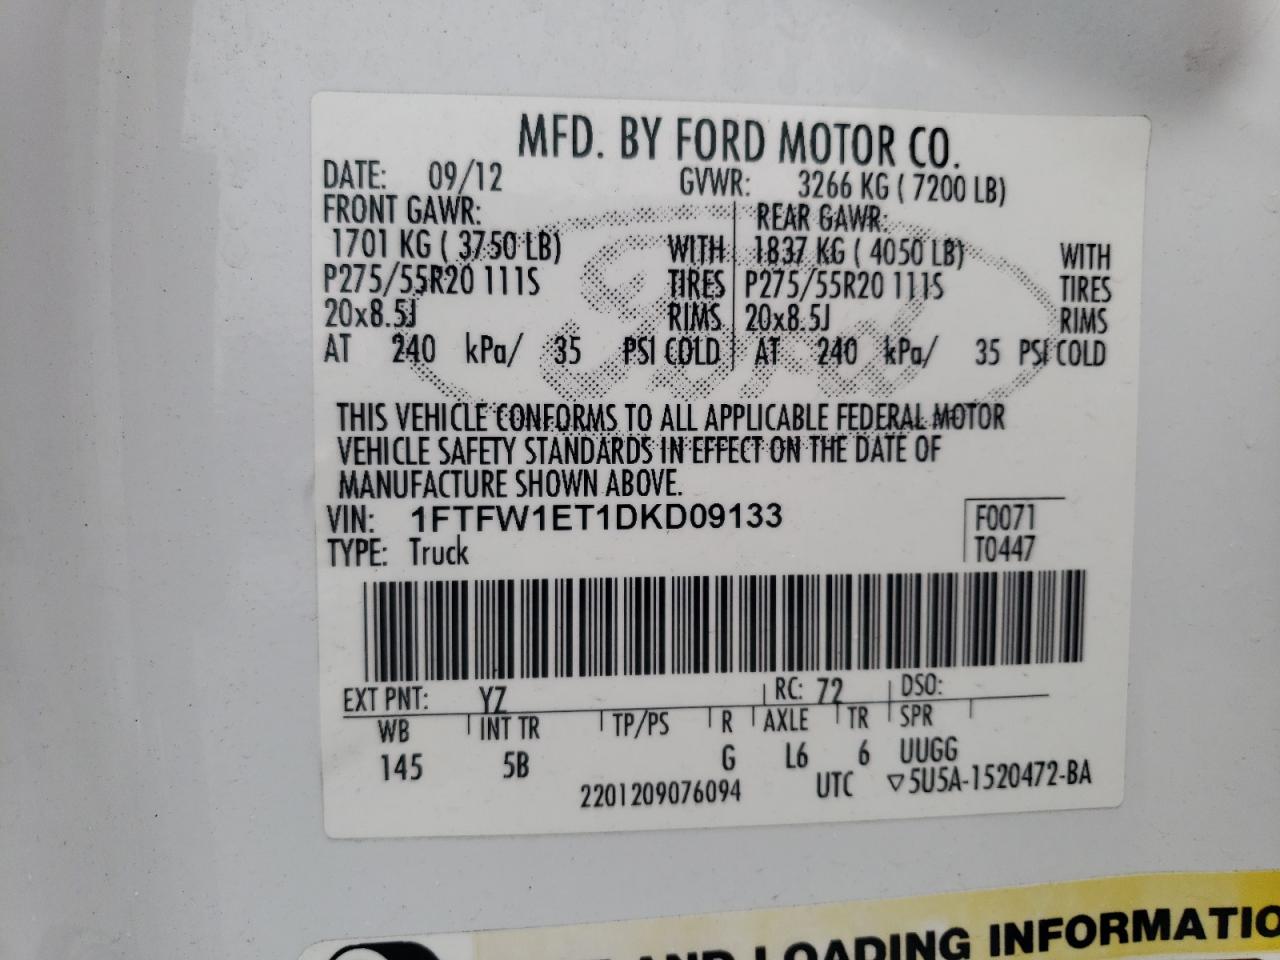 MFD. BY FORD MOTOR CO.
DATE: 09/12 GVWR: 3266 KG ( 7200 LB)
FRONT GAWR: REAR GAWR:
1701 KG ( 3750 LB) WITH 1837 KG ( 4050 LB) WITH
P275/55R20 111S TIRES P275/55R20 111S TIRES
20x8.5J RIMS 20x8.5J RIMS
AT 240 kPa/ 35 PSI COLD AT 240 kPa/ 35 PSI COLD
THIS VEHICLE CONFORMS TO ALL APPLICABLE FEDERAL MOTOR
VEHICLE SAFETY STANDARDS IN EFFECT ON THE DATE OF
MANUFACTURE SHOWN ABOVE.
VIN: 1FTFW1ET1DKD09133 F0071
TYPE: Truck T0447
EXT PNT: YZ RC: 72 DSO:
WB INT TR TP/PS R AXLE TR SPR
145 5B G L6 6 UUGG
2201209076094 UTC ▽5U5A-1520472-BA
AND LOADING INFORMATIO